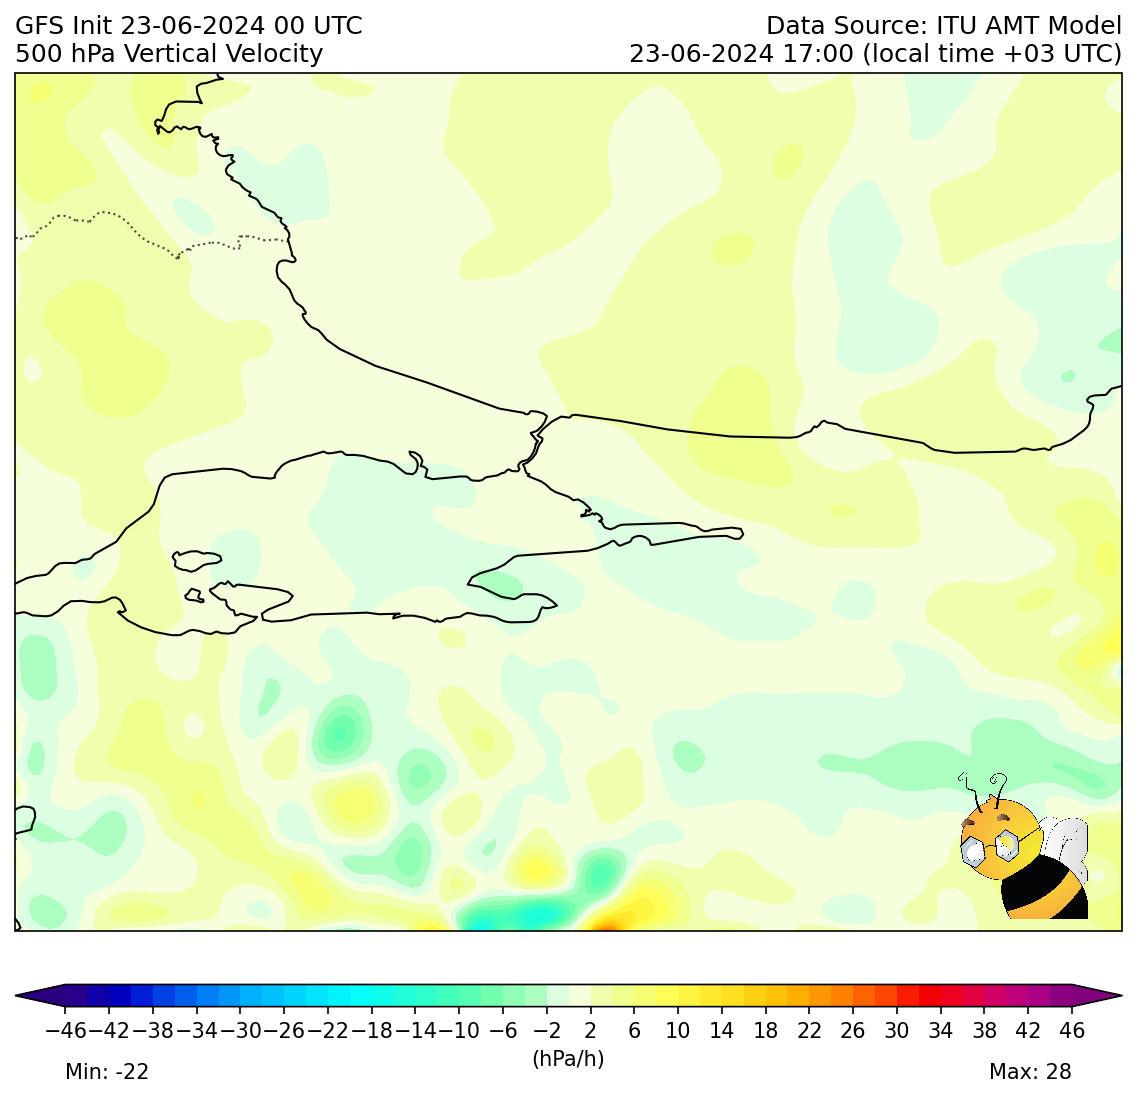 GFS Init 23-06-2024 00 UTC
500 hPa Vertical Velocity
Data Source: ITU AMT Model
23-06-2024 17:00 (local time +03 UTC)
−46 −42 −38 −34 −30 −26 −22 −18 −14 −10 −6 −2 2 6 10 14 18 22 26 30 34 38 42 46
(hPa/h)
Min: -22
Max: 28